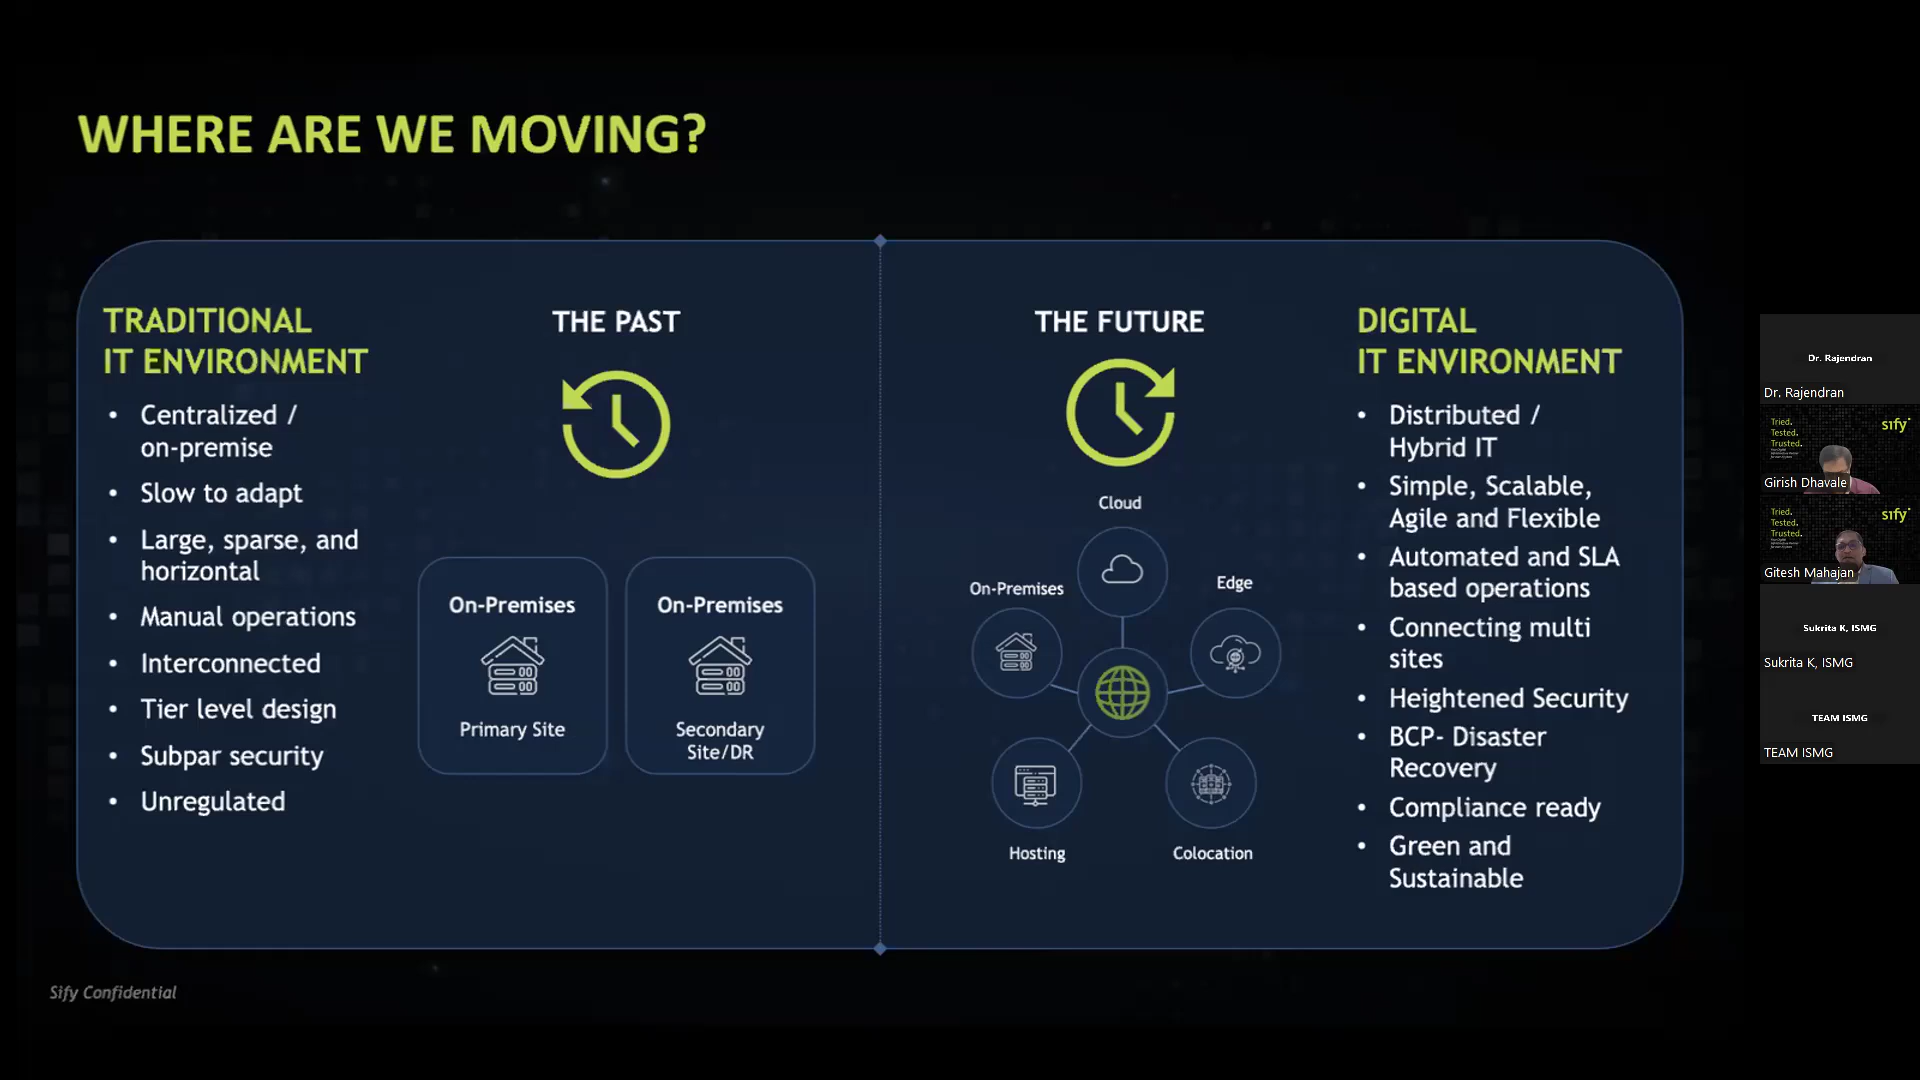 WHERE ARE WE MOVING?
TRADITIONAL
IT ENVIRONMENT
• Centralized /
on-premise
• Slow to adapt
• Large, sparse, and
horizontal
• Manual operations
• Interconnected
• Tier level design
• Subpar security
• Unregulated
THE PAST
On-Premises
Primary Site
On-Premises
Secondary
Site/DR
THE FUTURE
Cloud
On-Premises
Edge
Hosting
Colocation
DIGITAL
IT ENVIRONMENT
• Distributed /
Hybrid IT
• Simple, Scalable,
Agile and Flexible
• Automated and SLA
based operations
• Connecting multi
sites
• Heightened Security
• BCP- Disaster
Recovery
• Compliance ready
• Green and
Sustainable
Sify Confidential
Dr. Rajendran
Dr. Rajendran
Tried.
Tested.
Trusted.
sify
Girish Dhavale
Tried.
Tested.
Trusted.
sify
Gitesh Mahajan
Sukrita K, ISMG
Sukrita K, ISMG
TEAM ISMG
TEAM ISMG